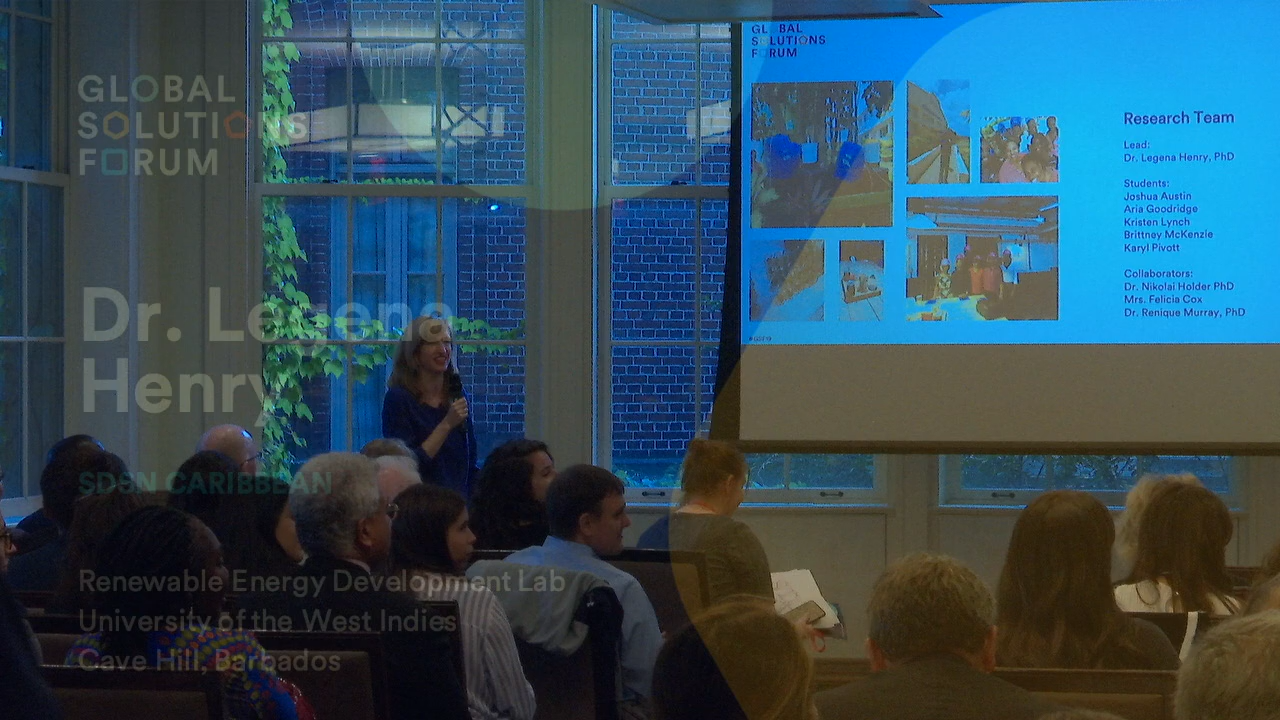 GLOBAL
SOLUTIONS
FORUM
Dr. Legena
Henry
SDSN CARIBBEAN
Renewable Energy Development Lab
University of the West Indies
Cave Hill, Barbados
GLOBAL
SOLUTIONS
FORUM
Research Team
Lead:
Dr. Legena Henry, PhD
Students:
Joshua Austin
Aria Goodridge
Kristen Lynch
Brittney McKenzie
Karyl Pivott
Collaborators:
Dr. Nikolai Holder PhD
Mrs. Felicia Cox
Dr. Renique Murray, PhD